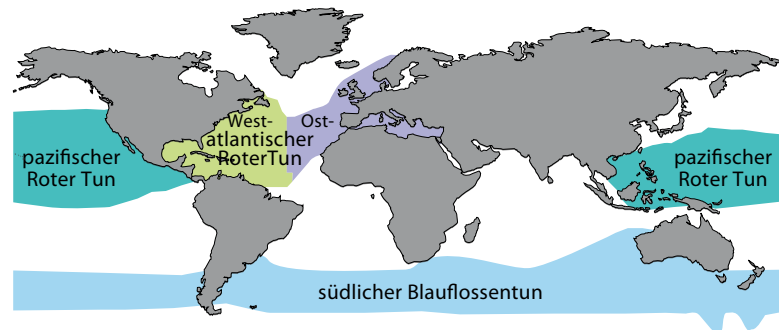 West-
Ost-
atlantischer
RoterTun
pazifischer
Roter Tun
pazifischer
Roter Tun
südlicher Blauflossentun